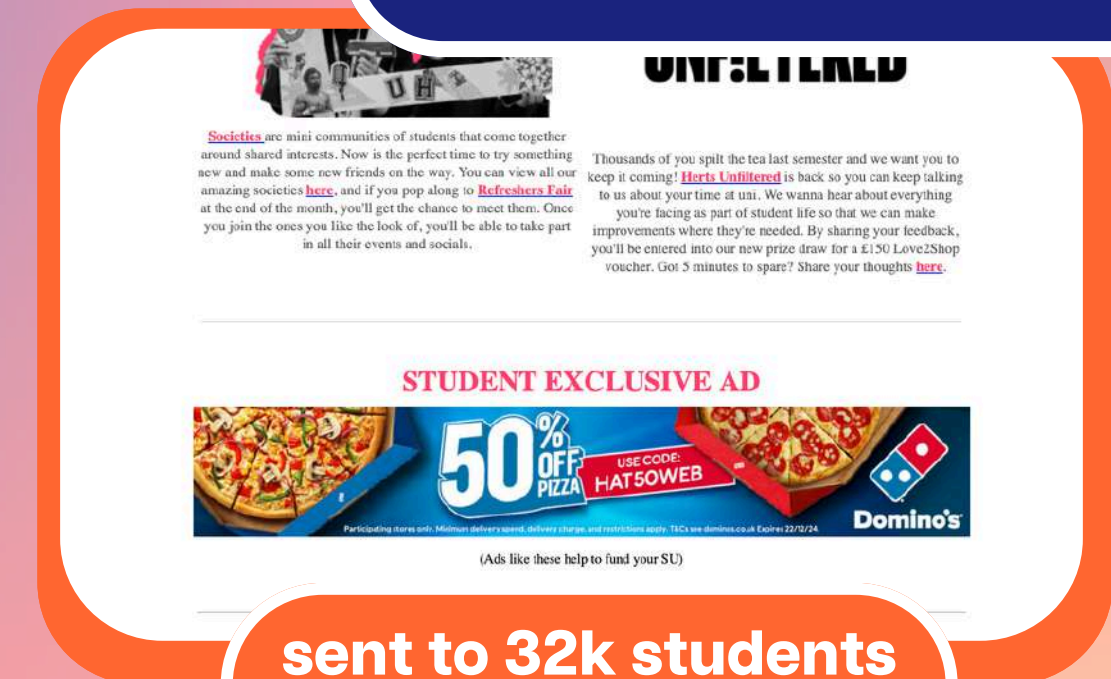 UH
UNF!LTERED
Societies are mini communities of students that come together
around shared interests. Now is the perfect time to try something
new and make some new friends on the way. You can view all our
amazing societies here, and if you pop along to Refreshers Fair
at the end of the month, you'll get the chance to meet them. Once
you join the ones you like the look of, you'll be able to take part
in all their events and socials.
Thousands of you spilt the tea last semester and we want you to
keep it coming! Herts Unfiltered is back so you can keep talking
to us about your time at uni. We wanna hear about everything
you're facing as part of student life so that we can make
improvements where they're needed. By sharing your feedback,
you'll be entered into our new prize draw for a £150 Love2Shop
voucher. Got 5 minutes to spare? Share your thoughts here.
STUDENT EXCLUSIVE AD
50%
OFF
PIZZA
USE CODE:
HAT50WEB
Domino's
Participating stores only. Minimum delivery spend, delivery charge, and restrictions apply. T&Cs see dominos.co.uk Expires 22/12/24.
(Ads like these help to fund your SU)
sent to 32k students